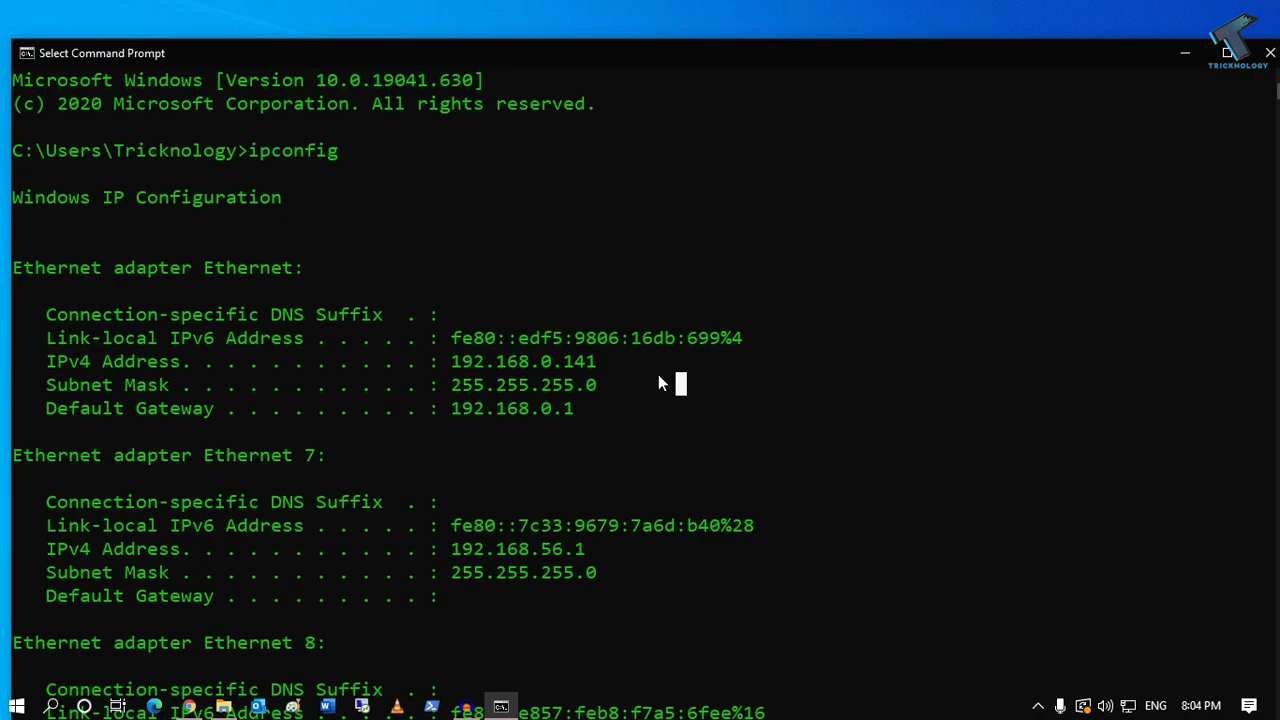 TRICKNOLOGY
Select Command Prompt
Microsoft Windows [Version 10.0.19041.630]
(c) 2020 Microsoft Corporation. All rights reserved.
C:\Users\Tricknology>ipconfig
Windows IP Configuration
Ethernet adapter Ethernet:
Connection-specific DNS Suffix . :
Link-local IPv6 Address . . . . . : fe80::edf5:9806:16db:699%4
IPv4 Address. . . . . . . . . . . : 192.168.0.141
Subnet Mask . . . . . . . . . . . : 255.255.255.0
Default Gateway . . . . . . . . . : 192.168.0.1
Ethernet adapter Ethernet 7:
Connection-specific DNS Suffix . :
Link-local IPv6 Address . . . . . : fe80::7c33:9679:7a6d:b40%28
IPv4 Address. . . . . . . . . . . : 192.168.56.1
Subnet Mask . . . . . . . . . . . : 255.255.255.0
Default Gateway . . . . . . . . . :
Ethernet adapter Ethernet 8:
Connection-specific DNS Suffix . :
Link-local IPv6 Address . . . . . : fe8 e857:feb8:f7a5:6fee%16
ENG 8:04 PM